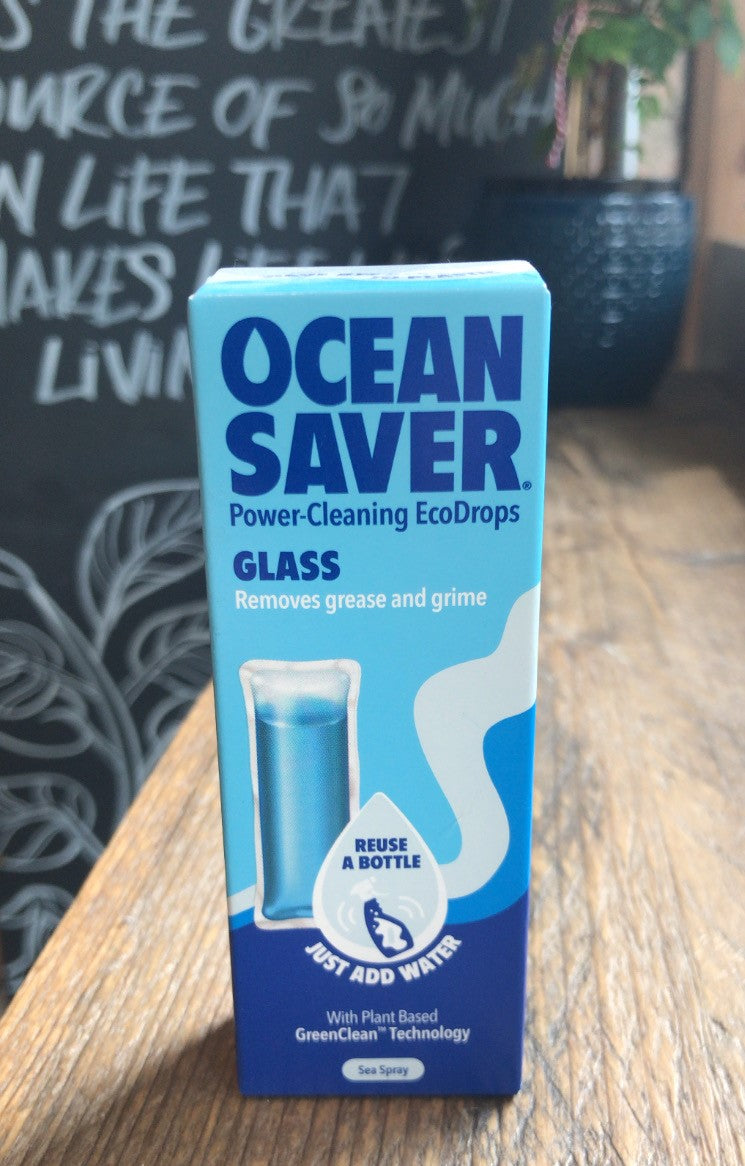 S THE GREATEST
OURCE OF SO MUCH
N LiFE THAT
MAKES LiFE
LiViN
OCEAN
SAVER®
Power-Cleaning EcoDrops
GLASS
Removes grease and grime
REUSE
A BOTTLE
JUST ADD WATER
With Plant Based
GreenClean™ Technology
Sea Spray